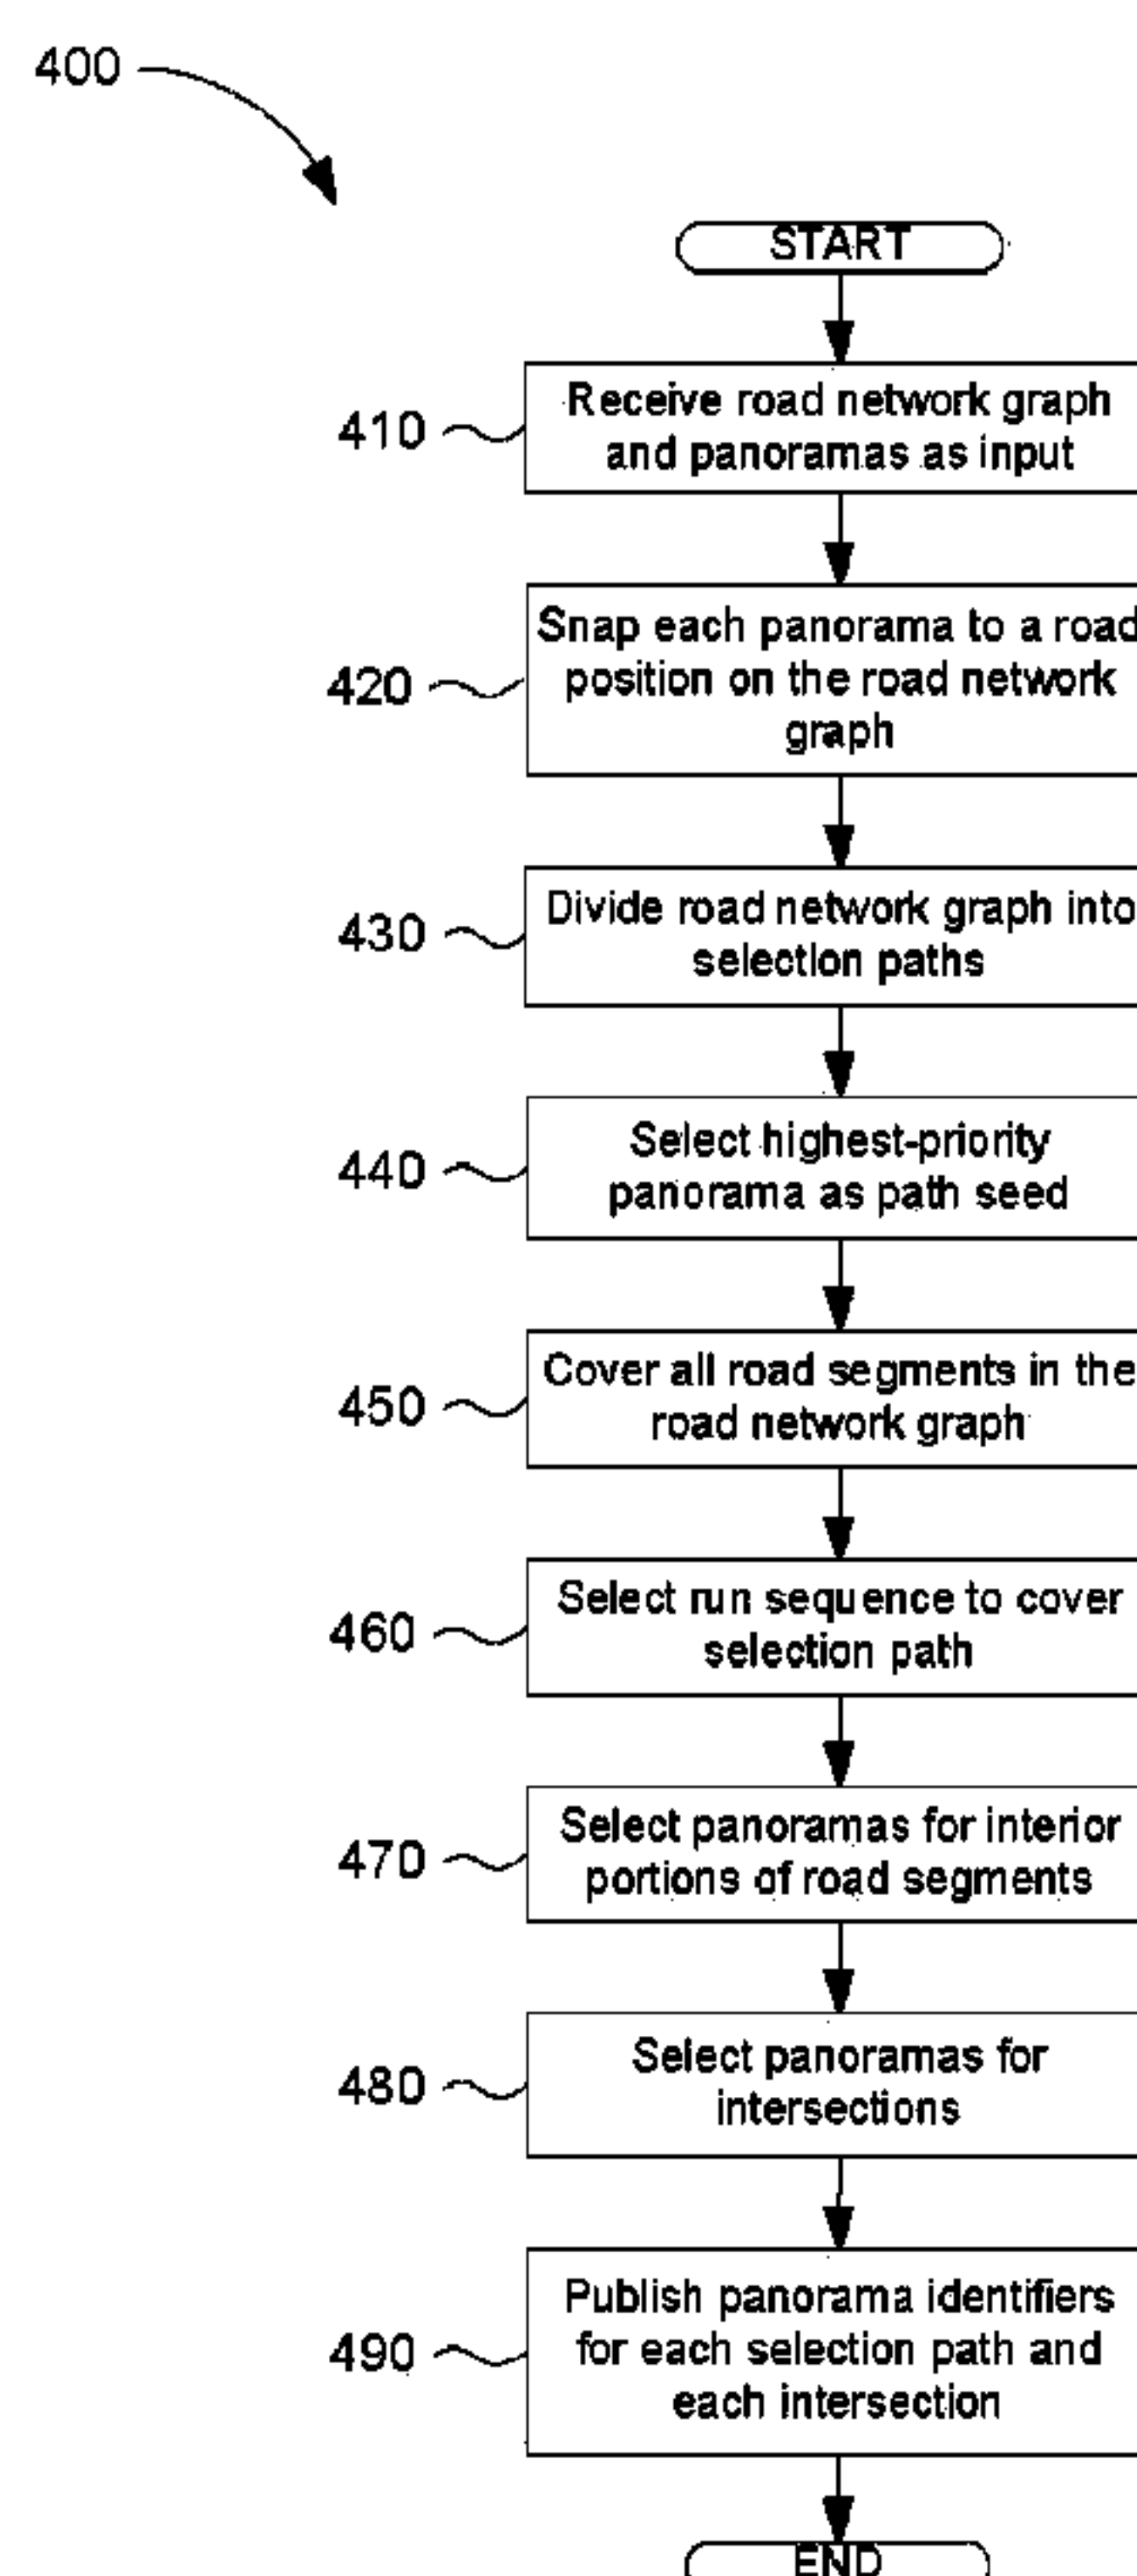 400
START
410
Receive road network graph
and panoramas as input
420
Snap each panorama to a road
position on the road network
graph
430
Divide road network graph into
selection paths
440
Select highest-priority
panorama as path seed
450
Cover all road segments in the
road network graph
460
Select run sequence to cover
selection path
470
Select panoramas for interior
portions of road segments
480
Select panoramas for
intersections
490
Publish panorama identifiers
for each selection path and
each intersection
END